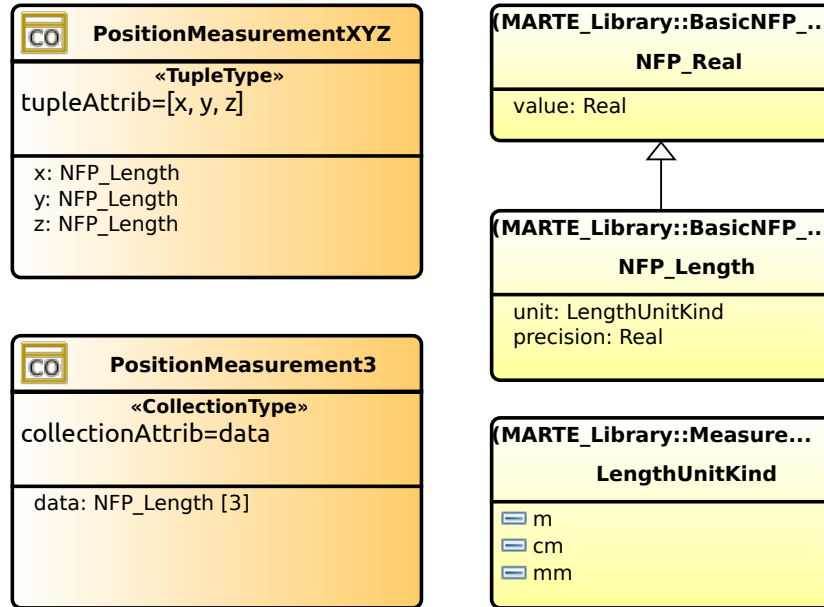 CO PositionMeasurementXYZ
«TupleType»
tupleAttrib=[x, y, z]
x: NFP_Length
y: NFP_Length
z: NFP_Length
CO PositionMeasurement3
«CollectionType»
collectionAttrib=data
data: NFP_Length [3]
(MARTE_Library::BasicNFP_...
NFP_Real
value: Real
(MARTE_Library::BasicNFP_...
NFP_Length
unit: LengthUnitKind
precision: Real
(MARTE_Library::Measure...
LengthUnitKind
m
cm
mm